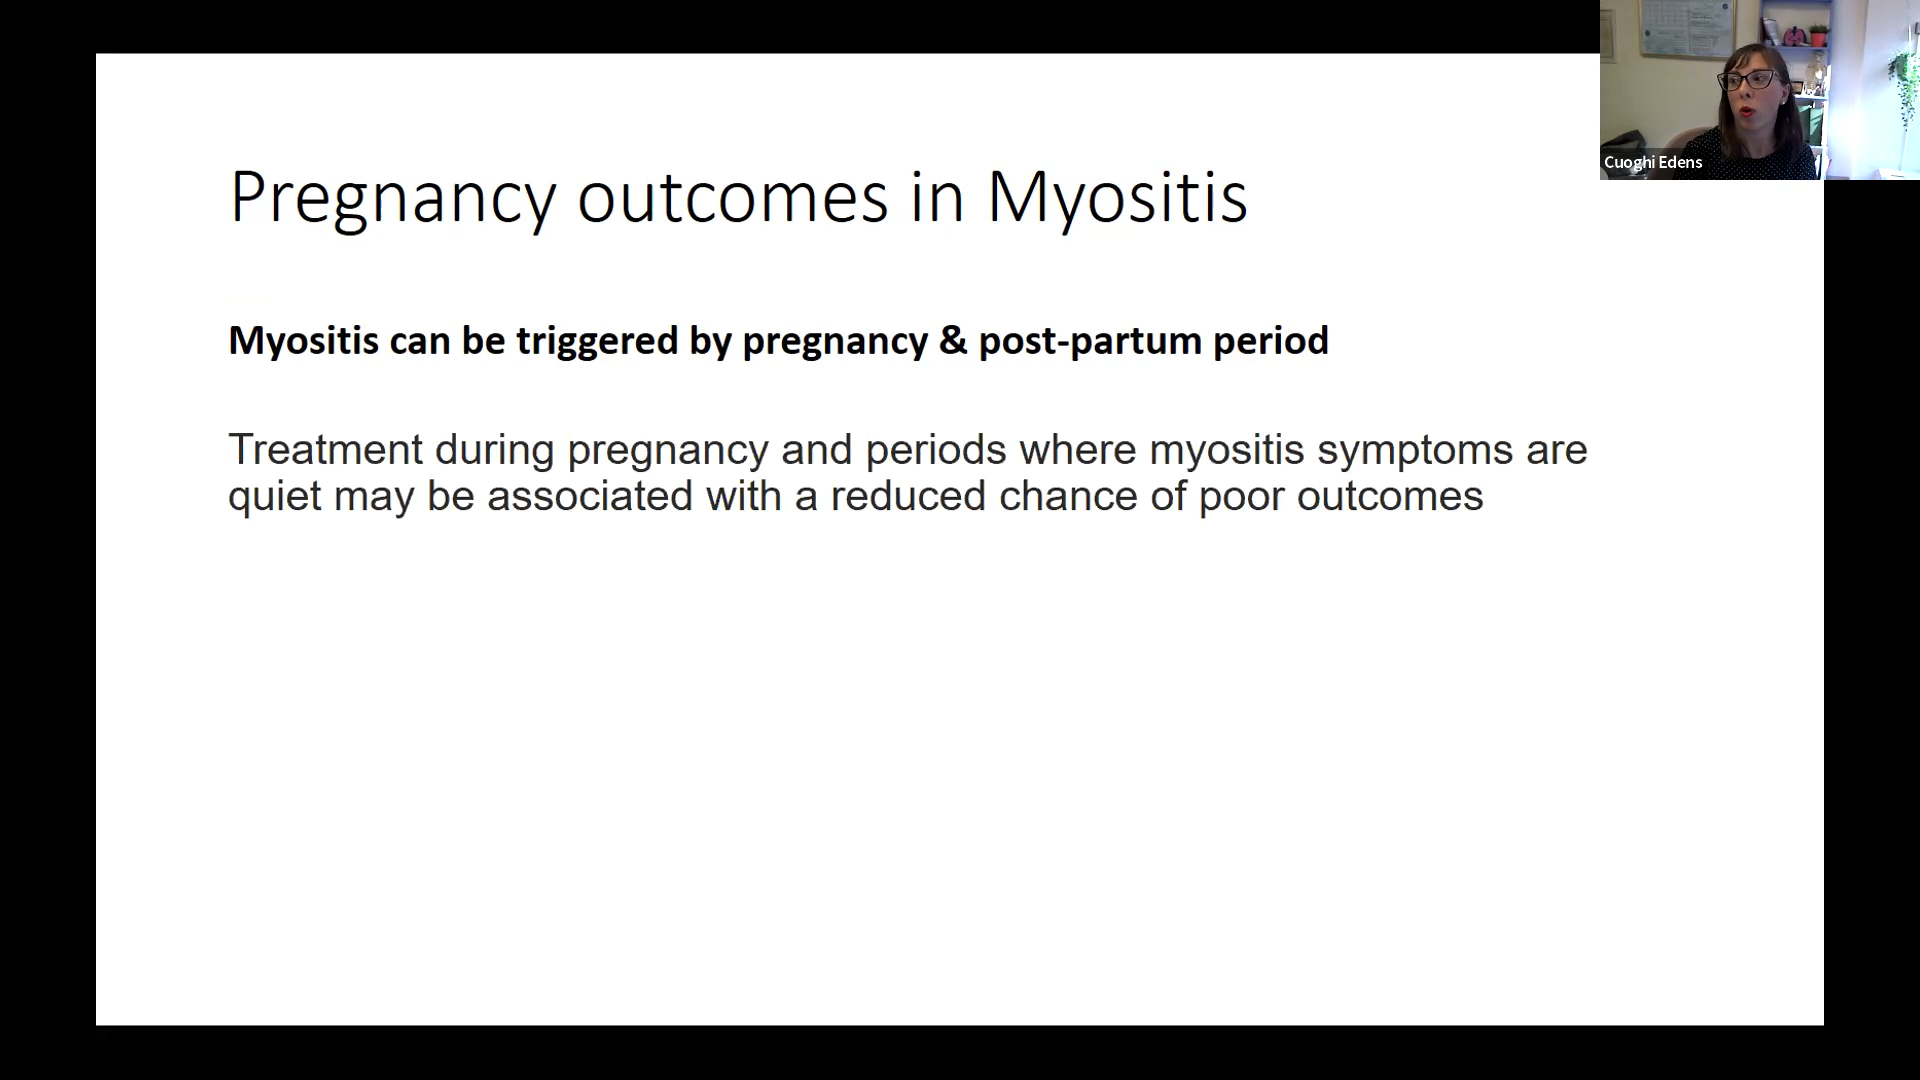 Pregnancy outcomes in Myositis
Myositis can be triggered by pregnancy & post-partum period
Treatment during pregnancy and periods where myositis symptoms are
quiet may be associated with a reduced chance of poor outcomes
Cuoghi Edens